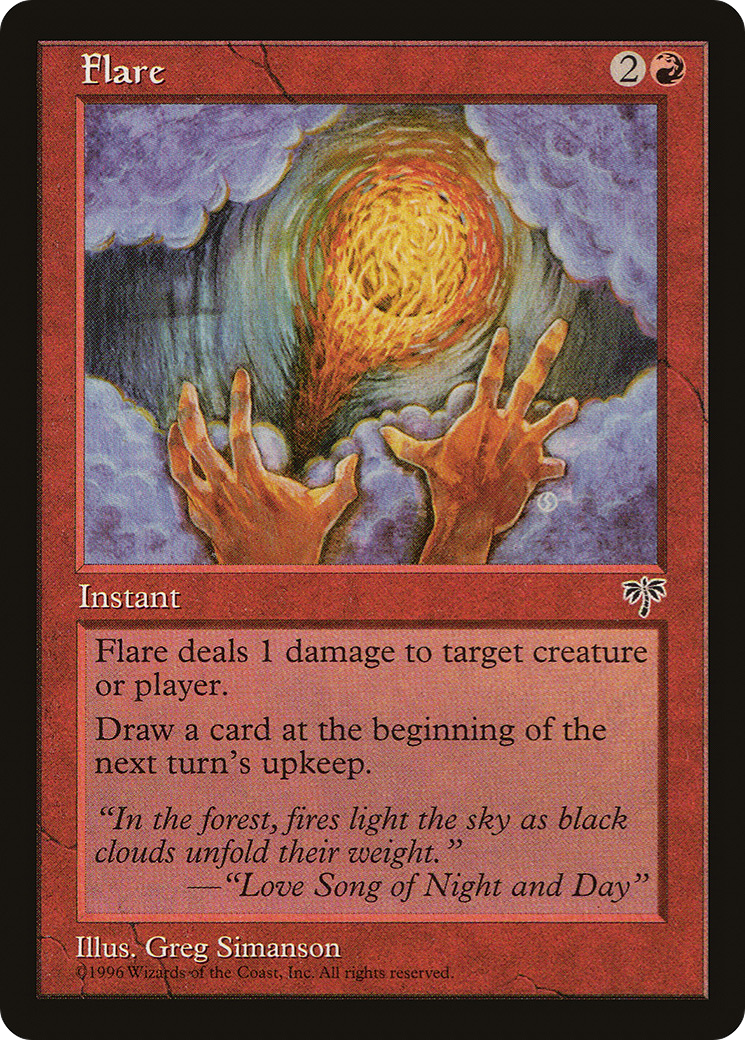 Flare 2
Instant
Flare deals 1 damage to target creature
or player.
Draw a card at the beginning of the
next turn's upkeep.
“In the forest, fires light the sky as black
clouds unfold their weight.”
—“Love Song of Night and Day”
Illus. Greg Simanson
©1996 Wizards of the Coast, Inc. All rights reserved.